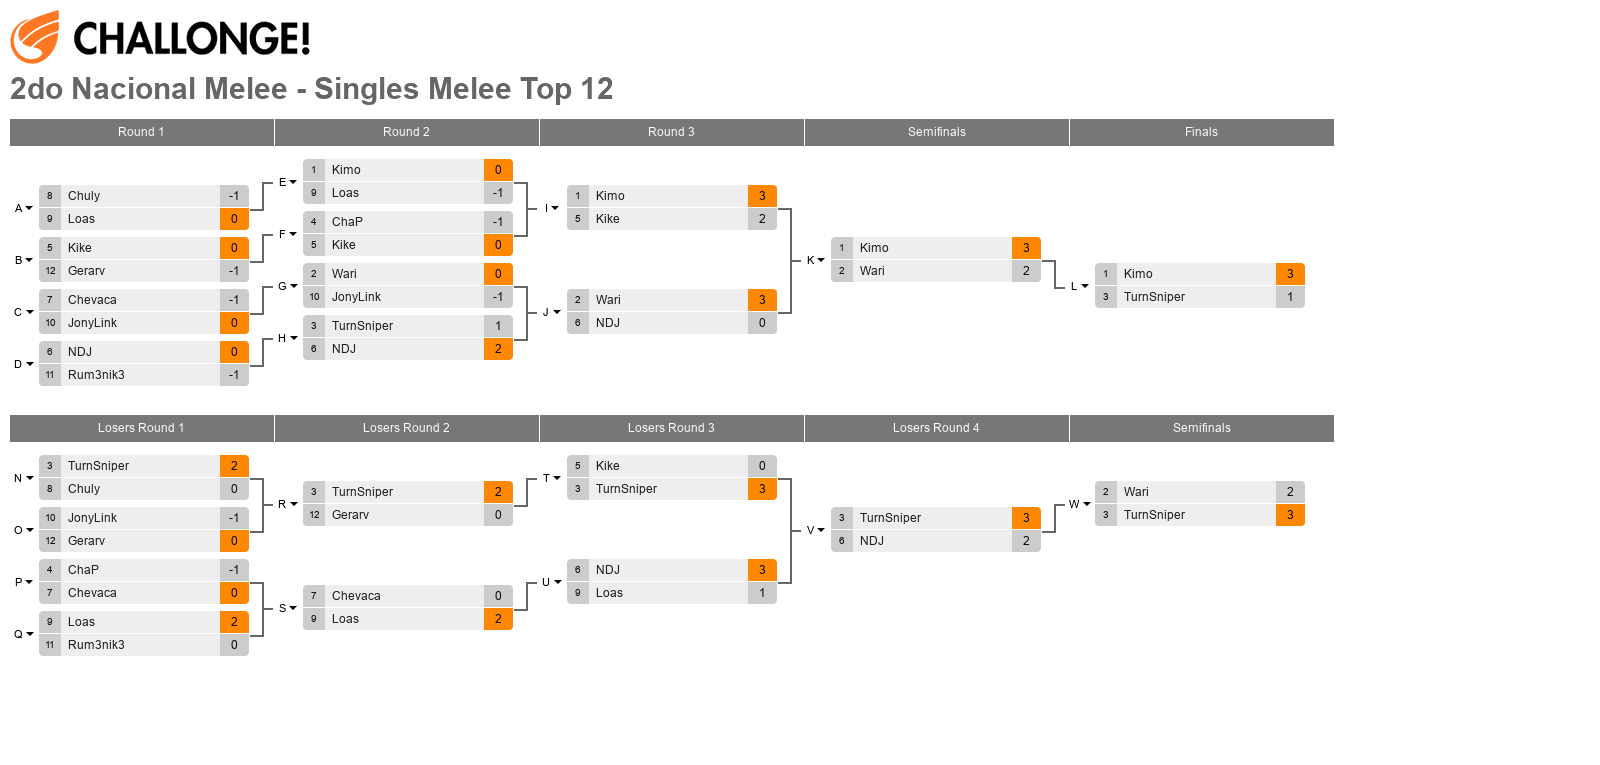 CHALLONGE!
2do Nacional Melee - Singles Melee Top 12
Round 1 Round 2 Round 3 Semifinals Finals
A
8 Chuly -1
9 Loas 0
B
5 Kike 0
12 Gerarv -1
C
7 Chevaca -1
10 JonyLink 0
D
6 NDJ 0
11 Rum3nik3 -1
E
1 Kimo 0
9 Loas -1
F
4 ChaP -1
5 Kike 0
G
2 Wari 0
10 JonyLink -1
H
3 TurnSniper 1
6 NDJ 2
I
1 Kimo 3
5 Kike 2
J
2 Wari 3
6 NDJ 0
K
1 Kimo 3
2 Wari 2
L
1 Kimo 3
3 TurnSniper 1
Losers Round 1 Losers Round 2 Losers Round 3 Losers Round 4 Semifinals
N
3 TurnSniper 2
8 Chuly 0
O
10 JonyLink -1
12 Gerarv 0
P
4 ChaP -1
7 Chevaca 0
Q
9 Loas 2
11 Rum3nik3 0
R
3 TurnSniper 2
12 Gerarv 0
S
7 Chevaca 0
9 Loas 2
T
5 Kike 0
3 TurnSniper 3
U
6 NDJ 3
9 Loas 1
V
3 TurnSniper 3
6 NDJ 2
W
2 Wari 2
3 TurnSniper 3